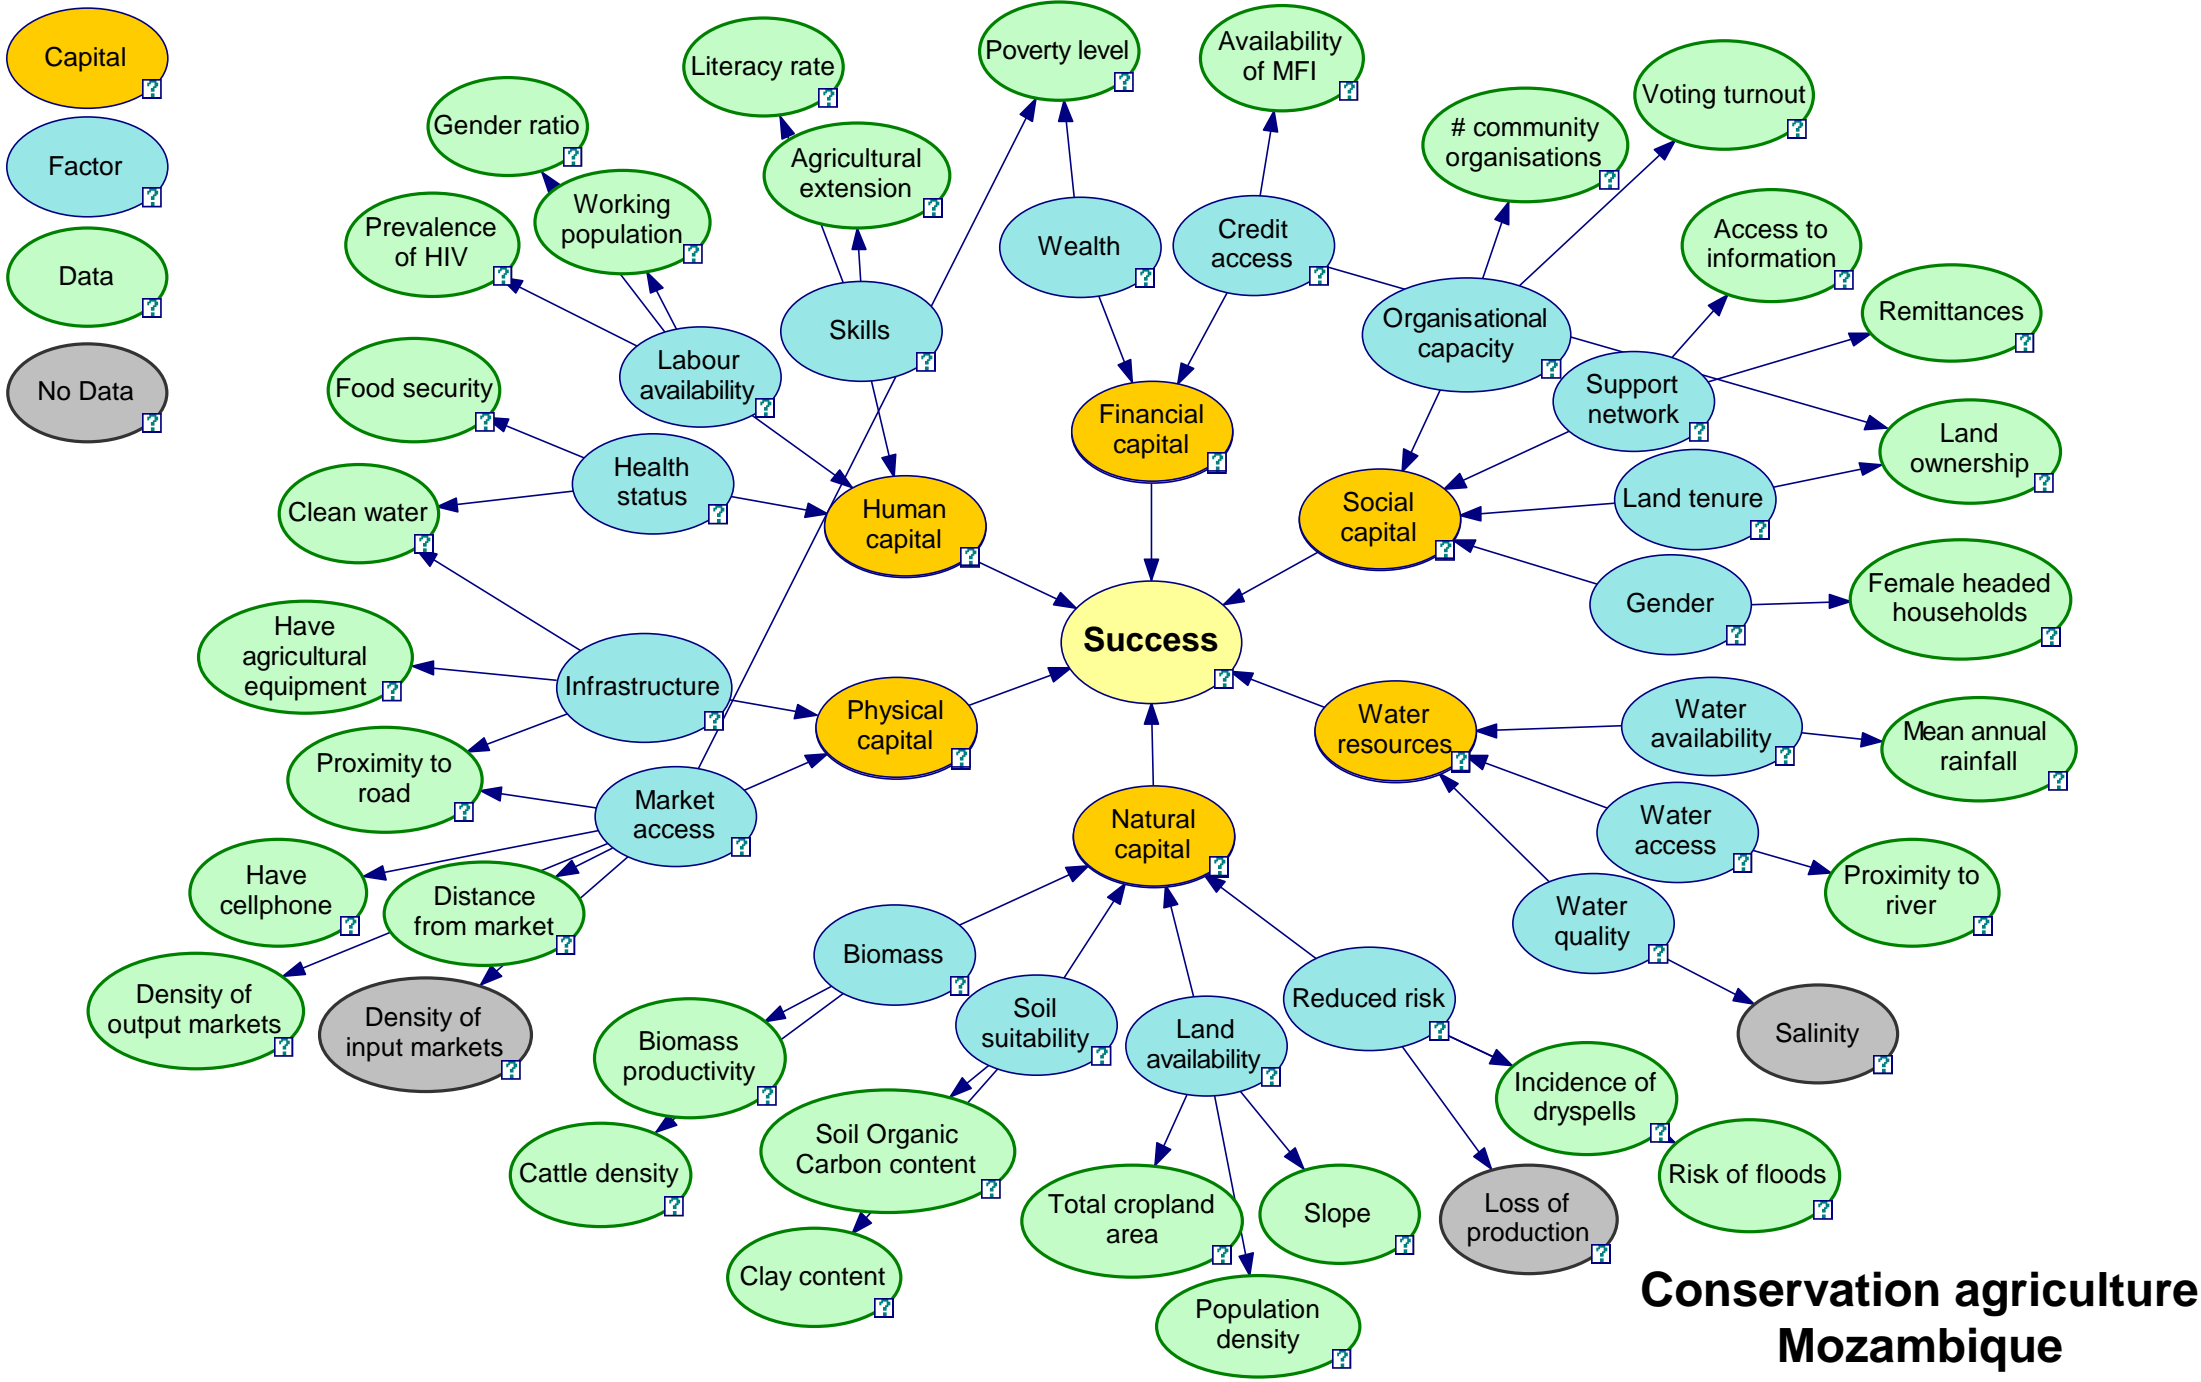 Capital
?
Factor
?
Data
?
No Data
?
Literacy rate
?
Poverty level
?
Availability
of MFI
?
Voting turnout
?
Gender ratio
?
# community
organisations
?
Agricultural
extension
?
Prevalence
of HIV
?
Working
population
?
Wealth
?
Credit
access
?
Access to
information
?
Remittances
?
Skills
?
Organisational
capacity
?
Labour
availability
?
Food security
?
Support
network
?
Financial
capital
?
Land
ownership
?
Health
status
?
Clean water
?
Human
capital
?
Social
capital
?
Land tenure
?
Female headed
households
?
Gender
?
Success
?
Have
agricultural
equipment
?
Infrastructure
?
Physical
capital
?
Water
resources
?
Water
availability
?
Mean annual
rainfall
?
Proximity to
road
?
Market
access
?
Natural
capital
?
Water
access
?
Have
cellphone
?
Distance
from market
?
Proximity to
river
?
Water
quality
?
Biomass
?
Density of
output markets
?
Density of
input markets
?
Soil
suitability
?
Land
availability
?
Reduced risk
?
Salinity
?
Biomass
productivity
?
Incidence of
dryspells
?
Cattle density
?
Soil Organic
Carbon content
?
Risk of floods
?
Total cropland
area
?
Slope
?
Loss of
production
?
Clay content
?
Population
density
?
Conservation agriculture
Mozambique